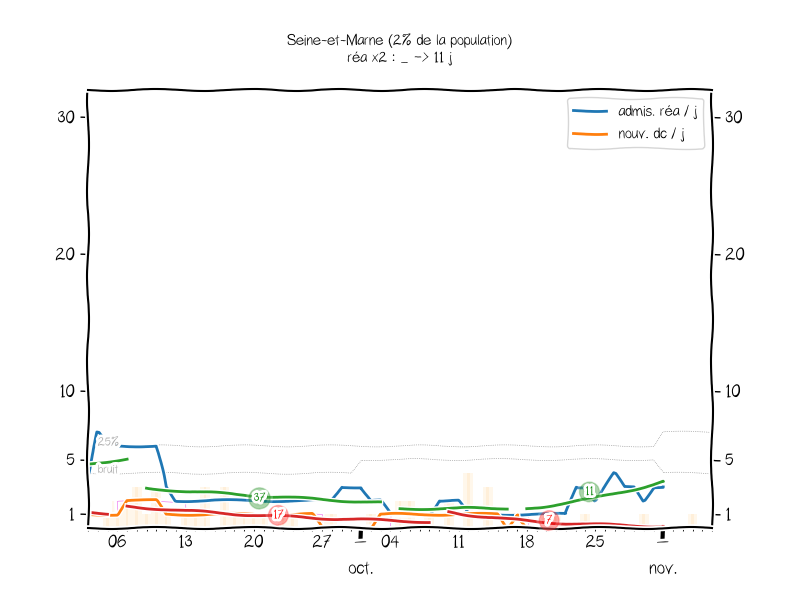 Seine-et-Marne (2% de la population)
réa x2 : _ -> 11 j
admis. réa / j
nouv. dc / j
30
30
20
20
10
10
25%
5
5
bruit
37
11
17
7
1
1
06 13 20 27 04 11 18 25
oct. nov.